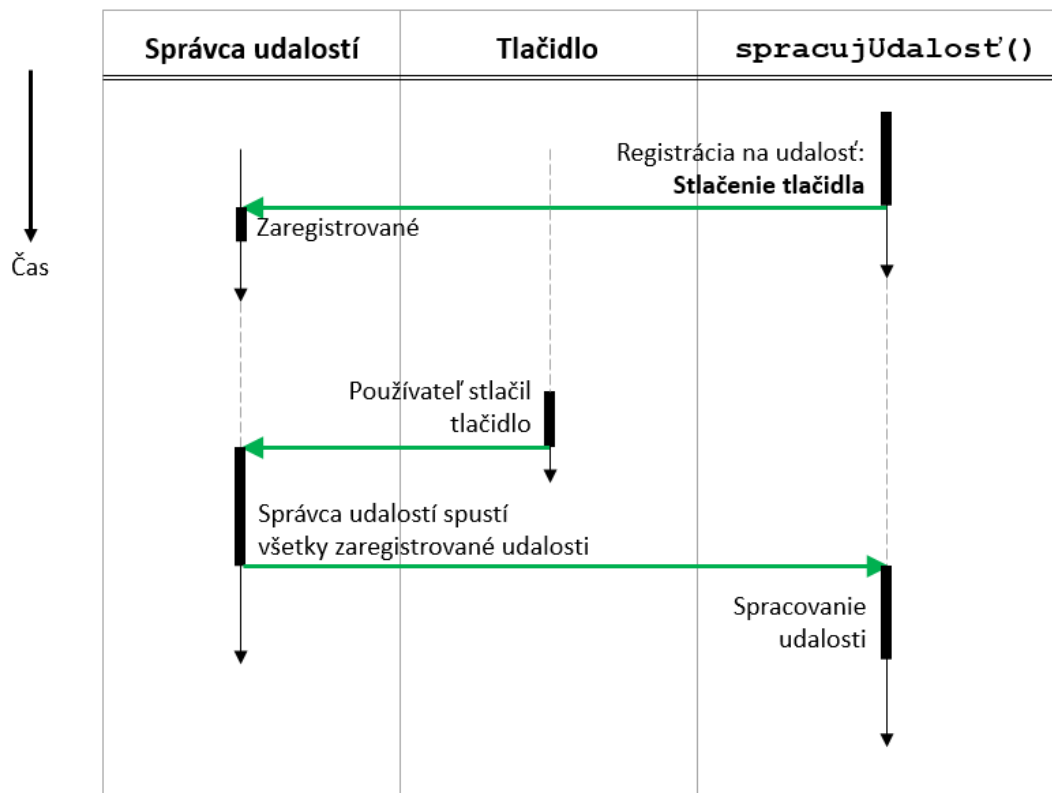 Správca udalostí
Tlačidlo
spracujUdalosť()
Registrácia na udalosť:
Stlačenie tlačidla
Zaregistrované
Čas
Používateľ stlačil
tlačidlo
Správca udalostí spustí
všetky zaregistrované udalosti
Spracovanie
udalosti